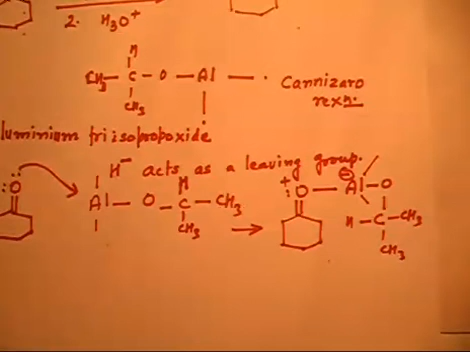 2. H3O+
H
CH3 — C — O — Al — . Cannizaro
CH3 rexn.
luminium triisopropoxide
H- acts as a leaving group.
:O: Al — O — C — CH3 → +:O — Al⊖ — O
H
CH3
H — C — CH3
CH3